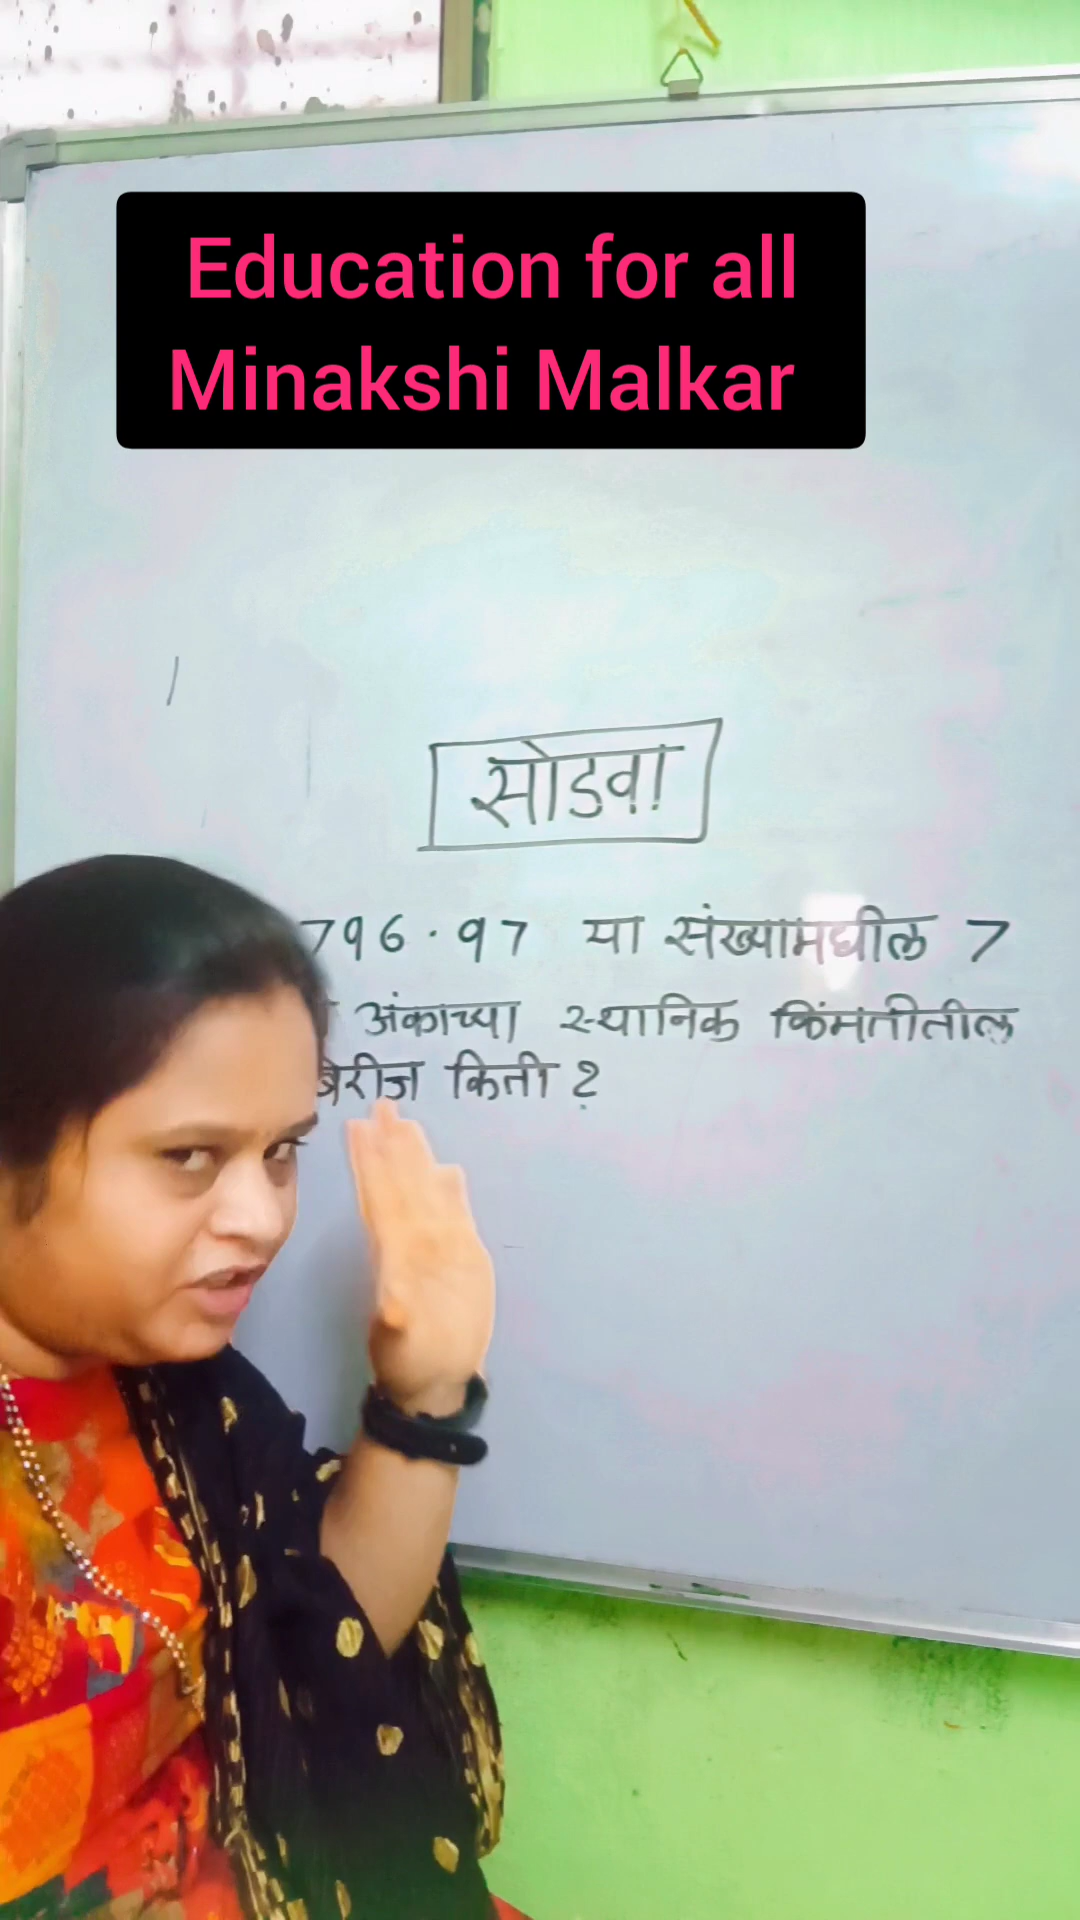 Education for all
Minakshi Malkar
सोडवा
796.97 या संख्यामधील 7
अंकाच्या स्थानिक किंमतीतील
बेरीज किती ?